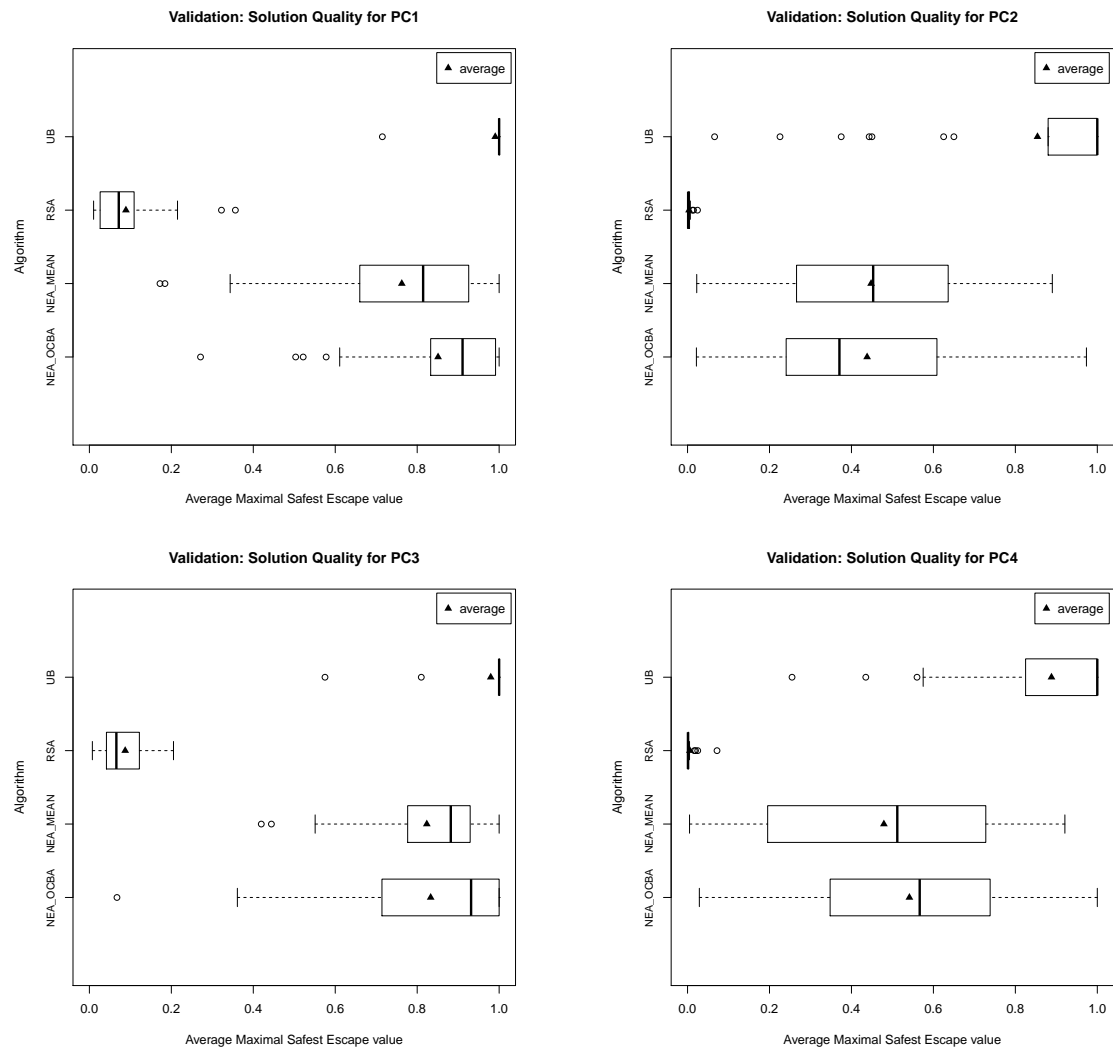 Validation: Solution Quality for PC1
average
UB
RSA
NEA_MEAN
NEA_OCBA
Algorithm
0.0 0.2 0.4 0.6 0.8 1.0
Average Maximal Safest Escape value
Validation: Solution Quality for PC2
average
UB
RSA
NEA_MEAN
NEA_OCBA
Algorithm
0.0 0.2 0.4 0.6 0.8 1.0
Average Maximal Safest Escape value
Validation: Solution Quality for PC3
average
UB
RSA
NEA_MEAN
NEA_OCBA
Algorithm
0.0 0.2 0.4 0.6 0.8 1.0
Average Maximal Safest Escape value
Validation: Solution Quality for PC4
average
UB
RSA
NEA_MEAN
NEA_OCBA
Algorithm
0.0 0.2 0.4 0.6 0.8 1.0
Average Maximal Safest Escape value